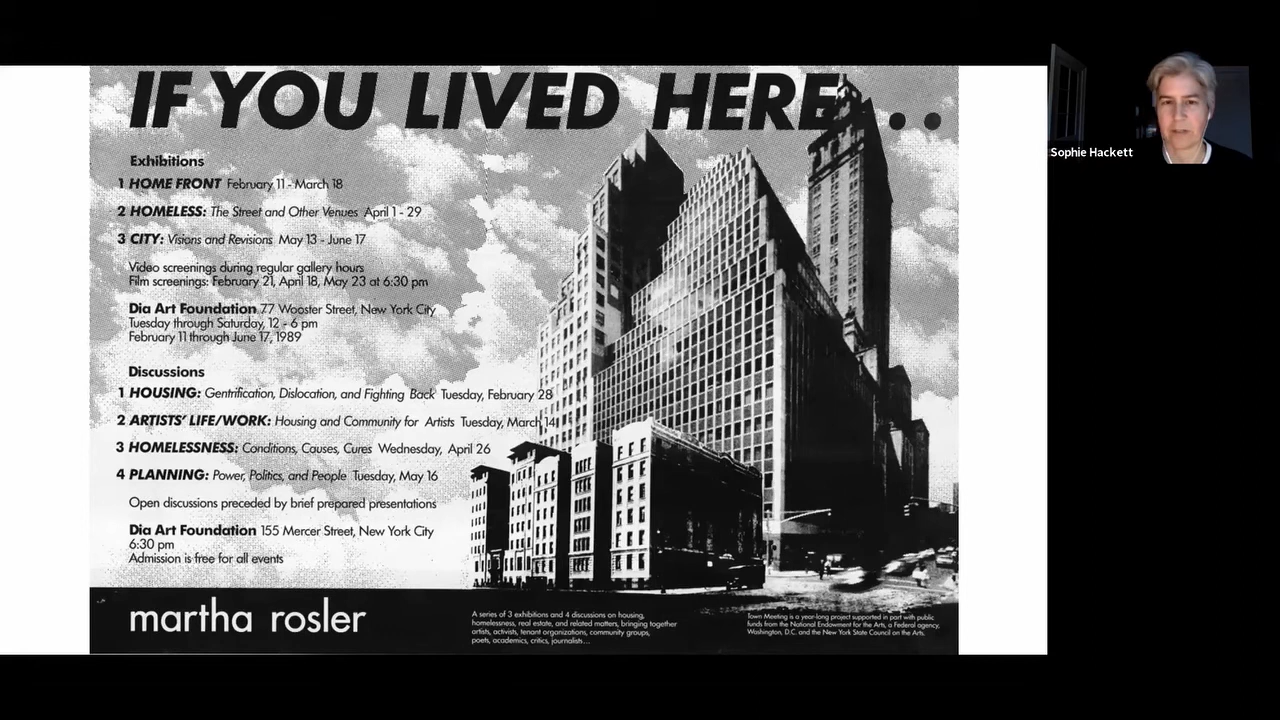 IF YOU LIVED HERE...
Exhibitions
1 HOME FRONT February 11 - March 18
2 HOMELESS: The Street and Other Venues April 1 - 29
3 CITY: Visions and Revisions May 13 - June 17
Video screenings during regular gallery hours
Film screenings: February 21, April 18, May 23 at 6:30 pm
Dia Art Foundation 77 Wooster Street, New York City
Tuesday through Saturday, 12 - 6 pm
February 11 through June 17, 1989
Discussions
1 HOUSING: Gentrification, Dislocation, and Fighting Back Tuesday, February 28
2 ARTISTS' LIFE/WORK: Housing and Community for Artists Tuesday, March 14
3 HOMELESSNESS: Conditions, Causes, Cures Wednesday, April 26
4 PLANNING: Power, Politics, and People Tuesday, May 16
Open discussions preceded by brief prepared presentations
Dia Art Foundation 155 Mercer Street, New York City
6:30 pm
Admission is free for all events
martha rosler
A series of 3 exhibitions and 4 discussions on housing,
homelessness, real estate, and related matters, bringing together
artists, activists, tenant organizations, community groups,
poets, academics, critics, journalists...
Town Meeting is a year-long project supported in part with public
funds from the National Endowment for the Arts, a Federal agency,
Washington, D.C. and the New York State Council on the Arts.
Sophie Hackett